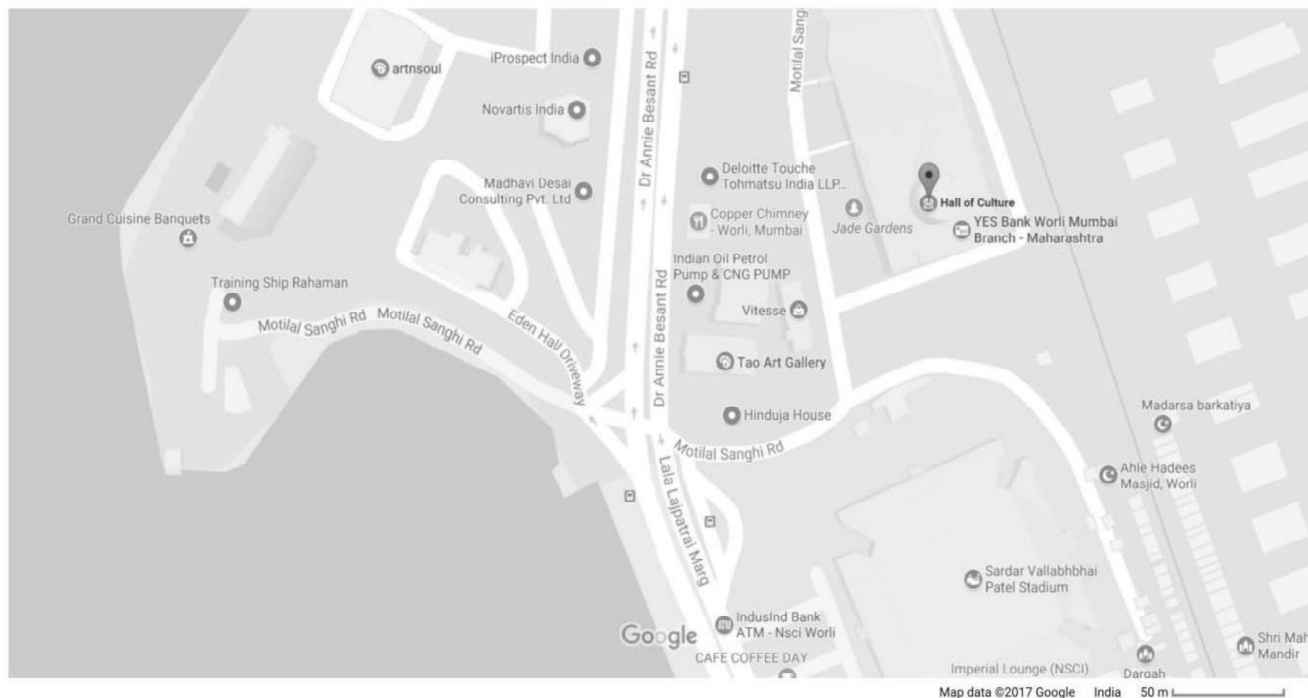 iProspect India
artnsoul
Dr Annie Besant Rd
Motilal Sang
Novartis India
Deloitte Touche
Tohmatsu India LLP...
Madhavi Desai
Consulting Pvt. Ltd
Hall of Culture
Grand Cuisine Banquets
Copper Chimney
- Worli, Mumbai
Jade Gardens
YES Bank Worli Mumbai
Branch - Maharashtra
Indian Oil Petrol
Pump & CNG PUMP
Training Ship Rahaman
Vitesse
Motilal Sanghi Rd
Motilal Sanghi Rd
Eden Hall Driveway
Dr Annie Besant Rd
Tao Art Gallery
Hinduja House
Madarsa barkatiya
Motilal Sanghi Rd
Ahle Hadees
Masjid, Worli
Lala Lajpatrai Marg
Sardar Vallabhbhai
Patel Stadium
IndusInd Bank
ATM - Nsci Worli
Google
CAFE COFFEE DAY
Imperial Lounge (NSCI)
Dargah
Shri Mah
Mandir
Map data ©2017 Google India 50 m